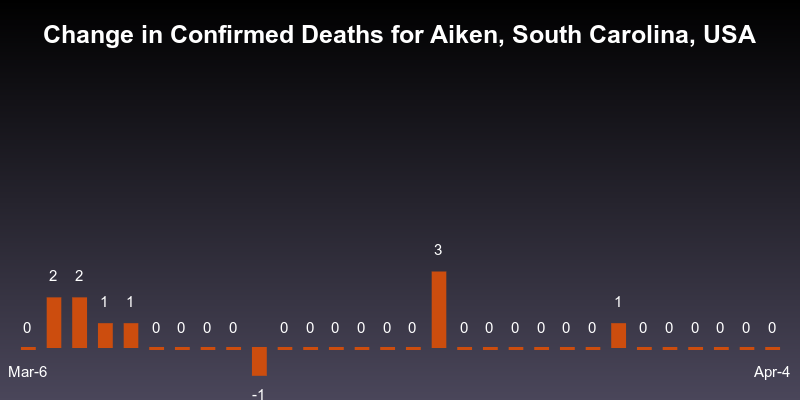 Change in Confirmed Deaths for Aiken, South Carolina, USA
3
2 2
1 1 1
0 0 0 0 0 0 0 0 0 0 0 0 0 0 0 0 0 0 0 0 0 0 0
Mar-6 Apr-4
-1